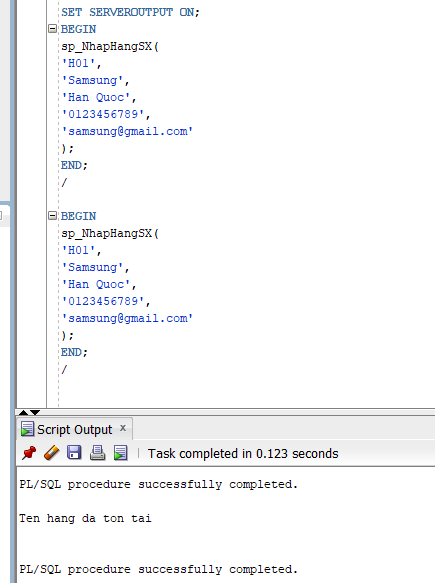 SET SERVEROUTPUT ON;
BEGIN
sp_NhapHangSX(
'H01',
'Samsung',
'Han Quoc',
'0123456789',
'samsung@gmail.com'
);
END;
/
BEGIN
sp_NhapHangSX(
'H01',
'Samsung',
'Han Quoc',
'0123456789',
'samsung@gmail.com'
);
END;
/
Script Output x
Task completed in 0.123 seconds
PL/SQL procedure successfully completed.
Ten hang da ton tai
PL/SQL procedure successfully completed.